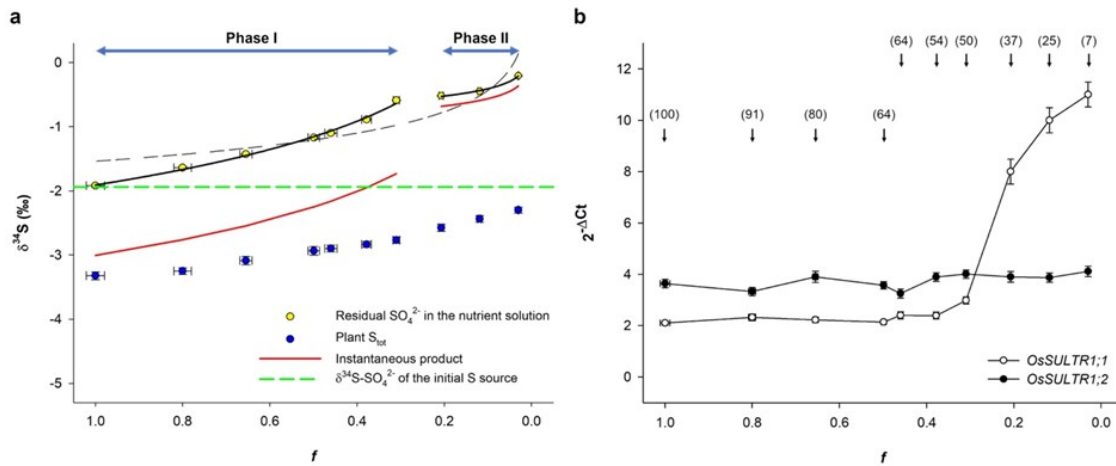 a
Phase I
Phase II
0
-1
-2
-3
-4
-5
δ³⁴S (‰)
Residual SO₄²⁻ in the nutrient solution
Plant Sₜₒₜ
Instantaneous product
δ³⁴S-SO₄²⁻ of the initial S source
1.0 0.8 0.6 0.4 0.2 0.0
f
b
(64) (54) (50) (37) (25) (7)
(100) (91) (80) (64)
12
10
8
6
4
2
0
2^-ΔCt
OsSULTR1;1
OsSULTR1;2
1.0 0.8 0.6 0.4 0.2 0.0
f